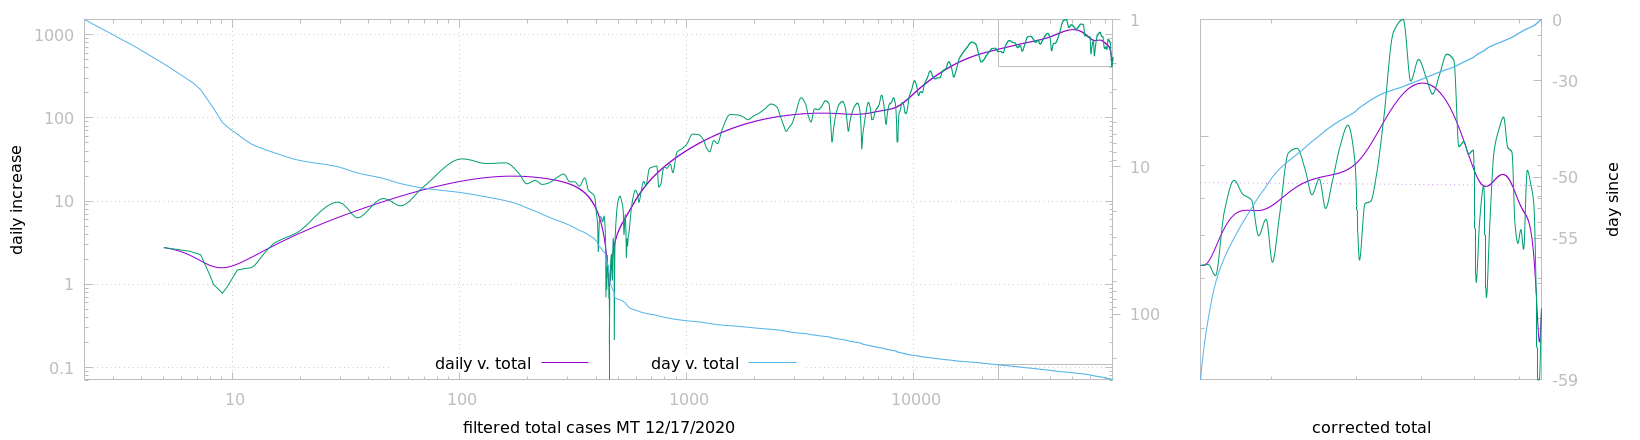 1000
100
10
1
0.1
daily increase
daily v. total
day v. total
10
100
1000
10000
filtered total cases MT 12/17/2020
1
10
100
0
-30
-50
-55
-59
day since
corrected total